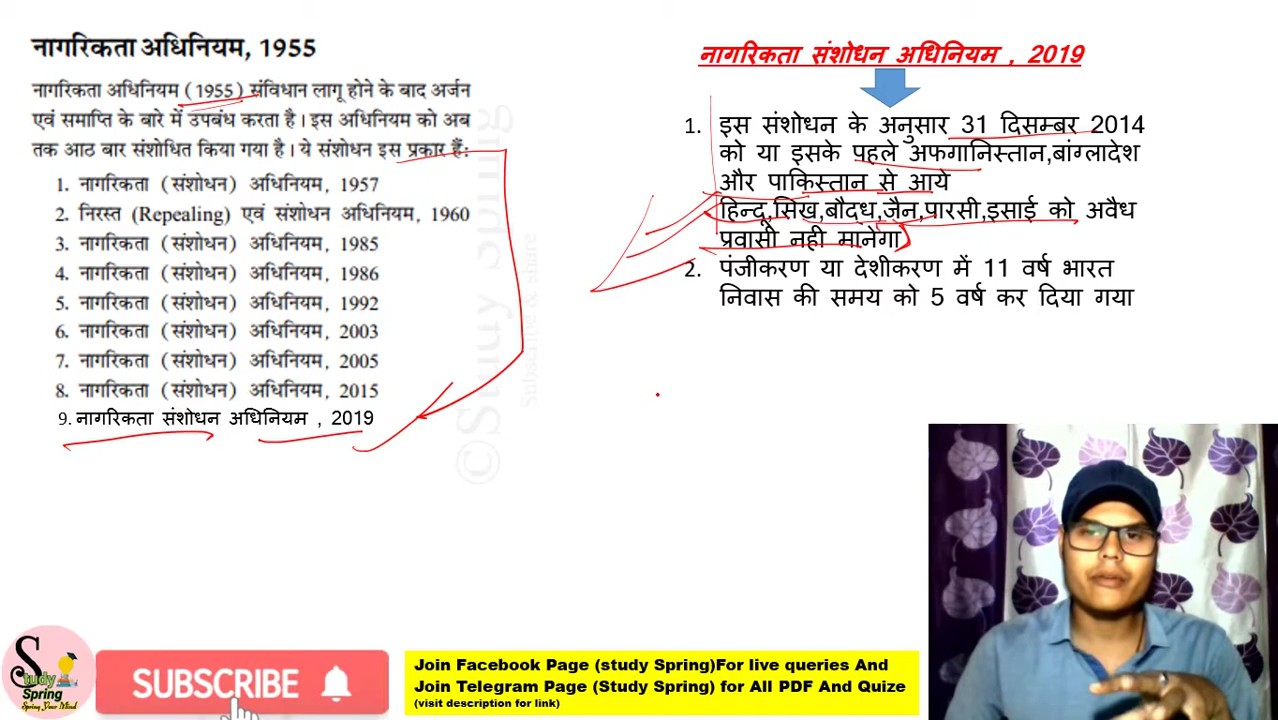 नागरिकता अधिनियम, 1955
नागरिकता अधिनियम (1955) संविधान लागू होने के बाद अर्जन
एवं समाप्ति के बारे में उपबंध करता है। इस अधिनियम को अब
तक आठ बार संशोधित किया गया है। ये संशोधन इस प्रकार हैं:
1. नागरिकता (संशोधन) अधिनियम, 1957
2. निरस्त (Repealing) एवं संशोधन अधिनियम, 1960
3. नागरिकता (संशोधन) अधिनियम, 1985
4. नागरिकता (संशोधन) अधिनियम, 1986
5. नागरिकता (संशोधन) अधिनियम, 1992
6. नागरिकता (संशोधन) अधिनियम, 2003
7. नागरिकता (संशोधन) अधिनियम, 2005
8. नागरिकता (संशोधन) अधिनियम, 2015
9. नागरिकता संशोधन अधिनियम , 2019
©Study Spring
Subscribe & share
नागरिकता संशोधन अधिनियम , 2019
1. इस संशोधन के अनुसार 31 दिसम्बर 2014
को या इसके पहले अफगानिस्तान,बांग्लादेश
और पाकिस्तान से आये
हिन्दू,सिख,बौद्ध,जैन,पारसी,इसाई को अवैध
प्रवासी नही मानेगा
2. पंजीकरण या देशीकरण में 11 वर्ष भारत
निवास की समय को 5 वर्ष कर दिया गया
Study
Spring
Spring Your Mind
SUBSCRIBE
Join Facebook Page (study Spring)For live queries And
Join Telegram Page (Study Spring) for All PDF And Quize
(visit description for link)